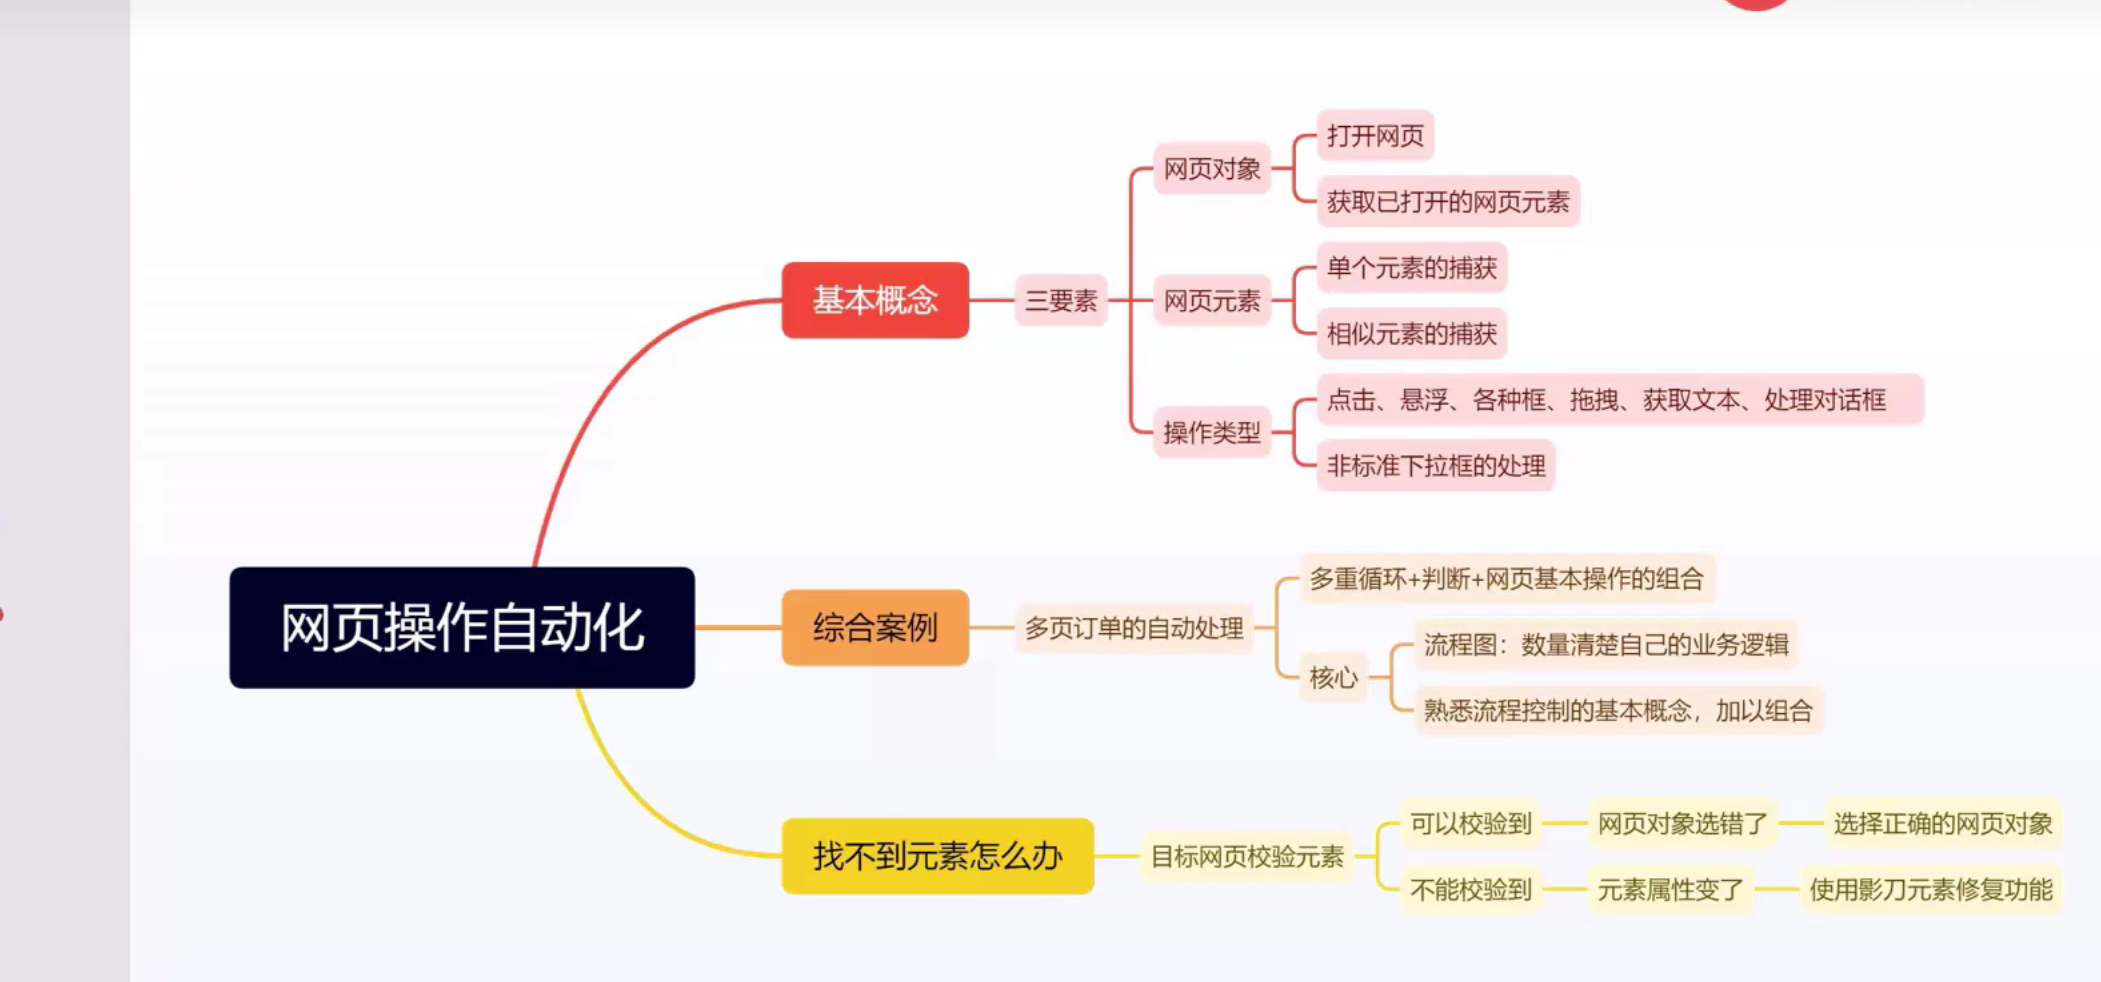 网页操作自动化
基本概念
三要素
网页对象
打开网页
获取已打开的网页元素
网页元素
单个元素的捕获
相似元素的捕获
操作类型
点击、悬浮、各种框、拖拽、获取文本、处理对话框
非标准下拉框的处理
综合案例
多页订单的自动处理
多重循环+判断+网页基本操作的组合
核心
流程图：数量清楚自己的业务逻辑
熟悉流程控制的基本概念，加以组合
找不到元素怎么办
目标网页校验元素
可以校验到
网页对象选错了
选择正确的网页对象
不能校验到
元素属性变了
使用影刀元素修复功能